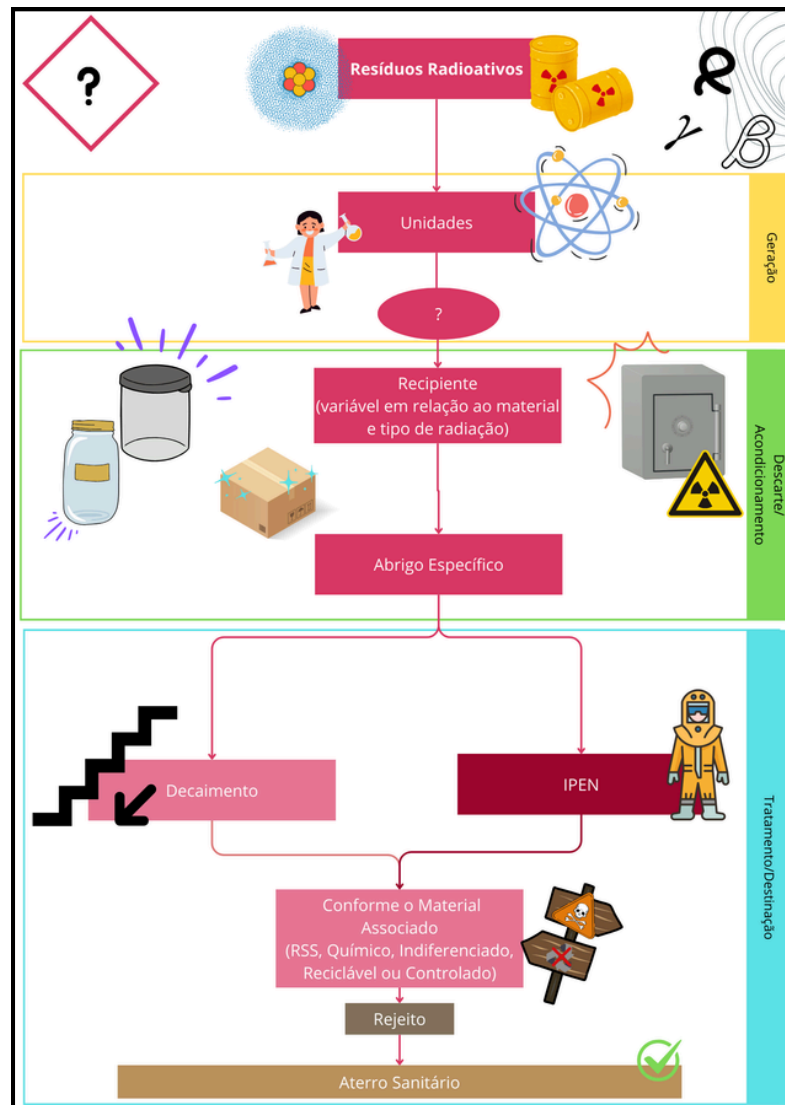 ?
Resíduos Radioativos
γ
β
Unidades
Geração
?
Recipiente
(variável em relação ao material
e tipo de radiação)
Descarte/
Acondicionamento
Abrigo Específico
Decaimento
IPEN
Tratamento/Destinação
Conforme o Material
Associado
(RSS, Químico, Indiferenciado,
Reciclável ou Controlado)
Rejeito
Aterro Sanitário